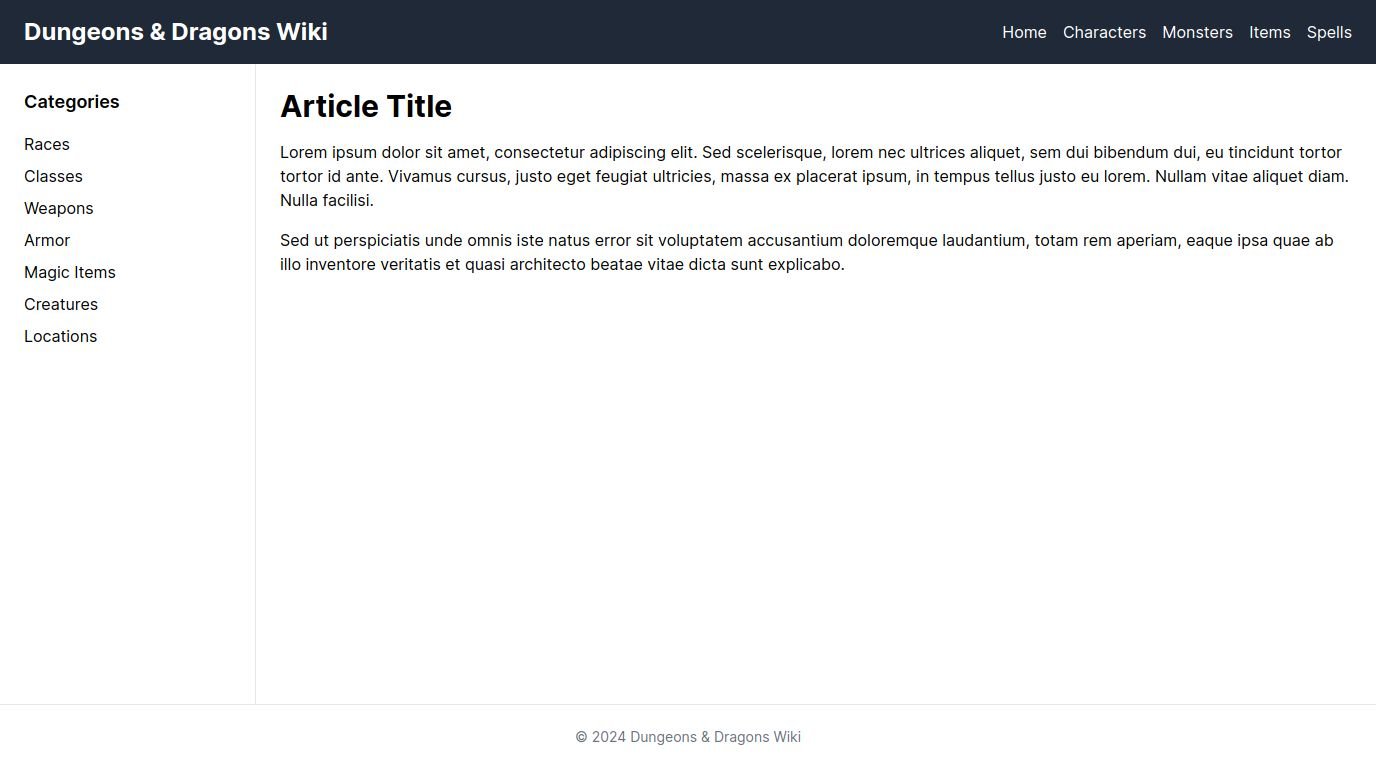 Dungeons & Dragons Wiki
Home Characters Monsters Items Spells
Categories
Races
Classes
Weapons
Armor
Magic Items
Creatures
Locations
Article Title
Lorem ipsum dolor sit amet, consectetur adipiscing elit. Sed scelerisque, lorem nec ultrices aliquet, sem dui bibendum dui, eu tincidunt tortor
tortor id ante. Vivamus cursus, justo eget feugiat ultricies, massa ex placerat ipsum, in tempus tellus justo eu lorem. Nullam vitae aliquet diam.
Nulla facilisi.
Sed ut perspiciatis unde omnis iste natus error sit voluptatem accusantium doloremque laudantium, totam rem aperiam, eaque ipsa quae ab
illo inventore veritatis et quasi architecto beatae vitae dicta sunt explicabo.
© 2024 Dungeons & Dragons Wiki